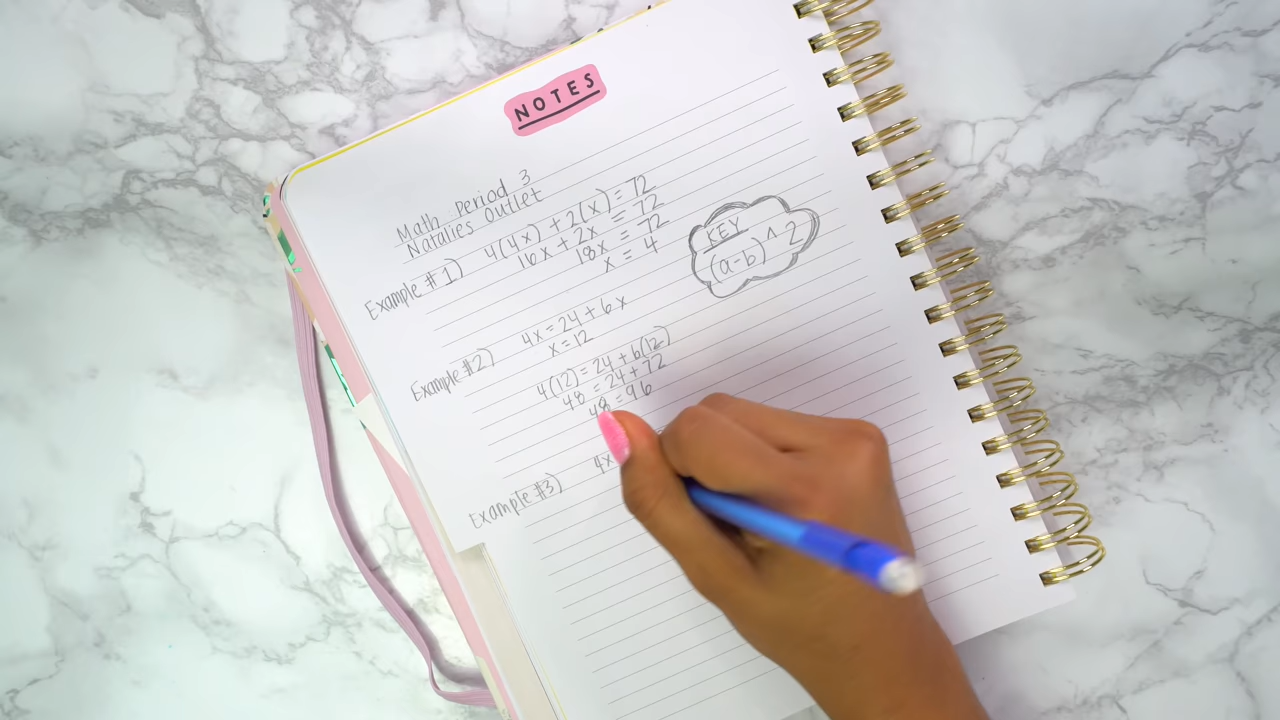 NOTES
Math Period 3
Natalies Outlet
Example #1) 4(4x) + 2(x) = 72
16x + 2x = 72
18x = 72
x = 4
KEY
(a-b)^2
Example #2) 4x = 24 + 6x
x = 12
4(12) = 24 + 6(12)
48 = 24 + 72
48 = 96
Example #3) 4x